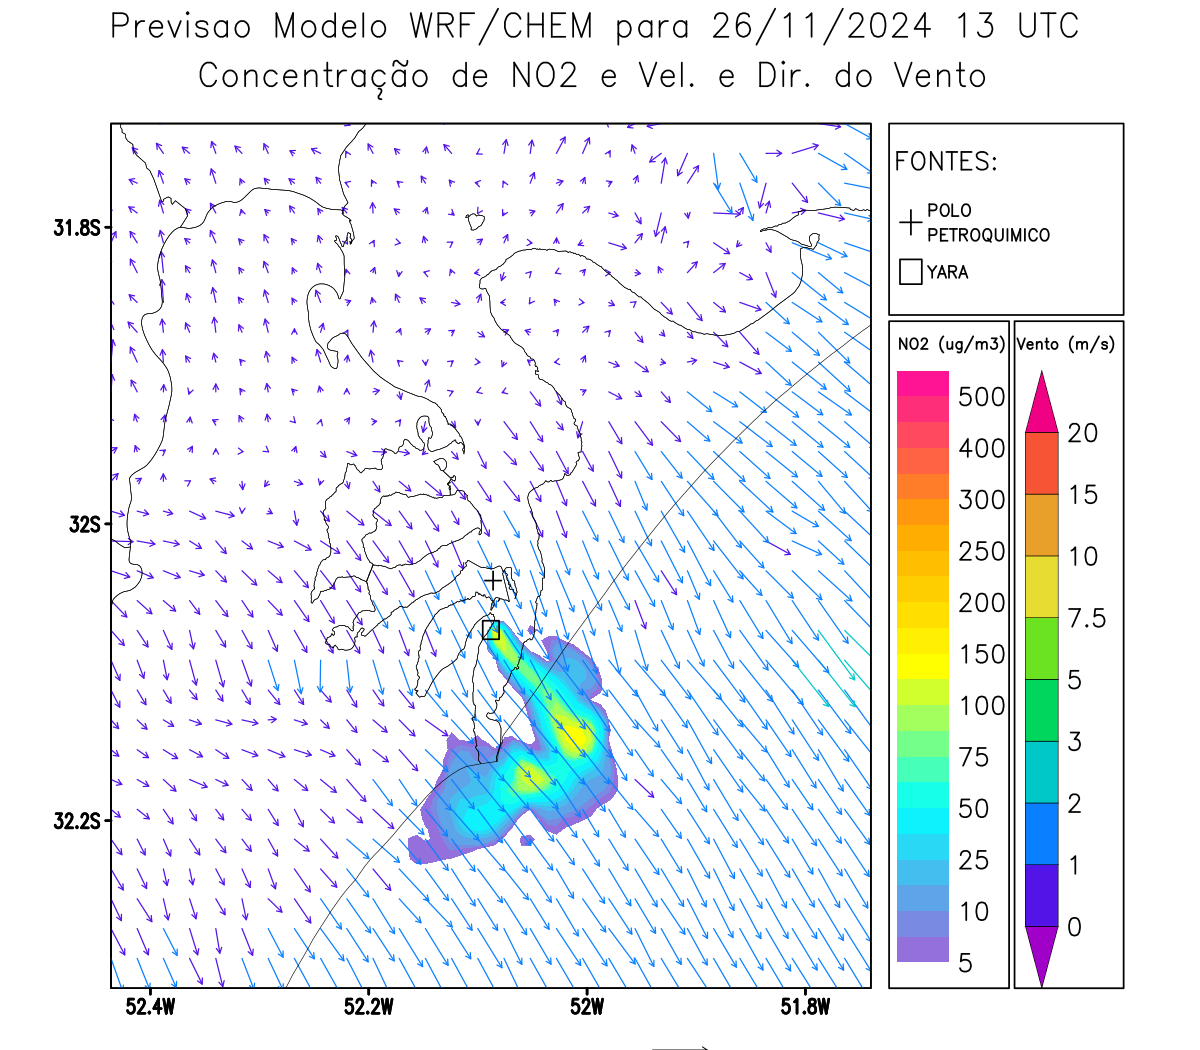 Previsao Modelo WRF/CHEM para 26/11/2024 13 UTC
Concentração de NO2 e Vel. e Dir. do Vento
FONTES:
POLO
PETROQUIMICO
YARA
NO2 (ug/m3)
500
400
300
250
200
150
100
75
50
25
10
5
Vento (m/s)
20
15
10
7.5
5
3
2
1
0
31.8S
32S
32.2S
52.4W
52.2W
52W
51.8W